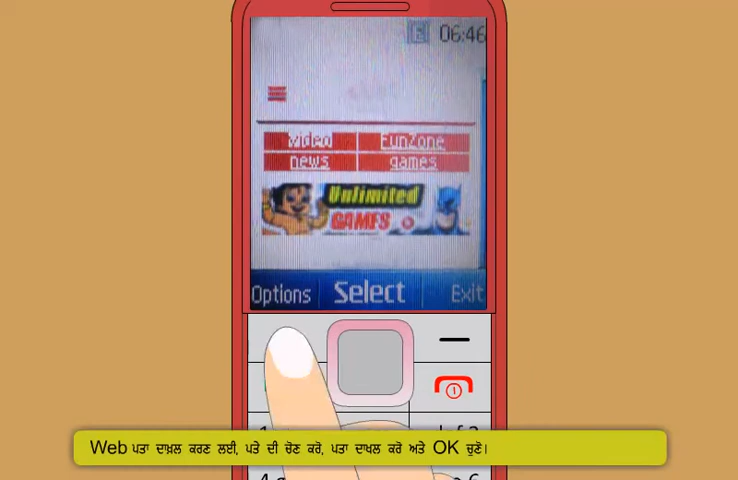 06:46
video FunZone
news games
Unlimited
GAMES
Options Select Exit
Web ਪਤਾ ਦਾਖ਼ਲ ਕਰਣ ਲਈ, ਪਤੇ ਦੀ ਚੋਣ ਕਰੋ, ਪਤਾ ਦਾਖਲ ਕਰੋ ਅਤੇ OK ਚੁਣੋ।